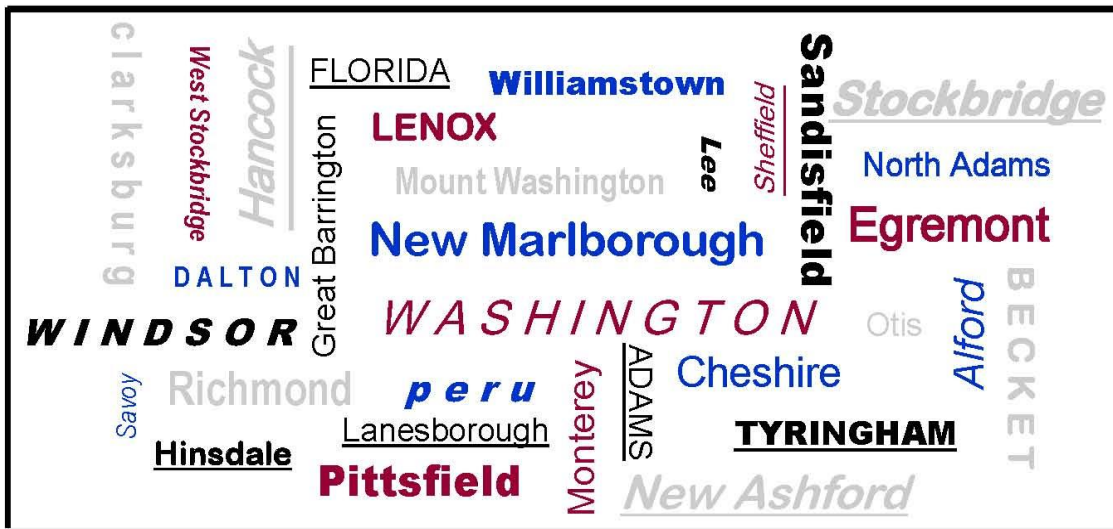 clarksburg
West Stockbridge
Hancock
FLORIDA
Williamstown
Sandisfield
Stockbridge
LENOX
Great Barrington
Mount Washington
Lee
Sheffield
North Adams
New Marlborough
Egremont
DALTON
WINDSOR
WASHINGTON
Otis
Alford
BECKET
Savoy
Richmond
peru
Monterey
ADAMS
Cheshire
Lanesborough
TYRINGHAM
Hinsdale
Pittsfield
New Ashford